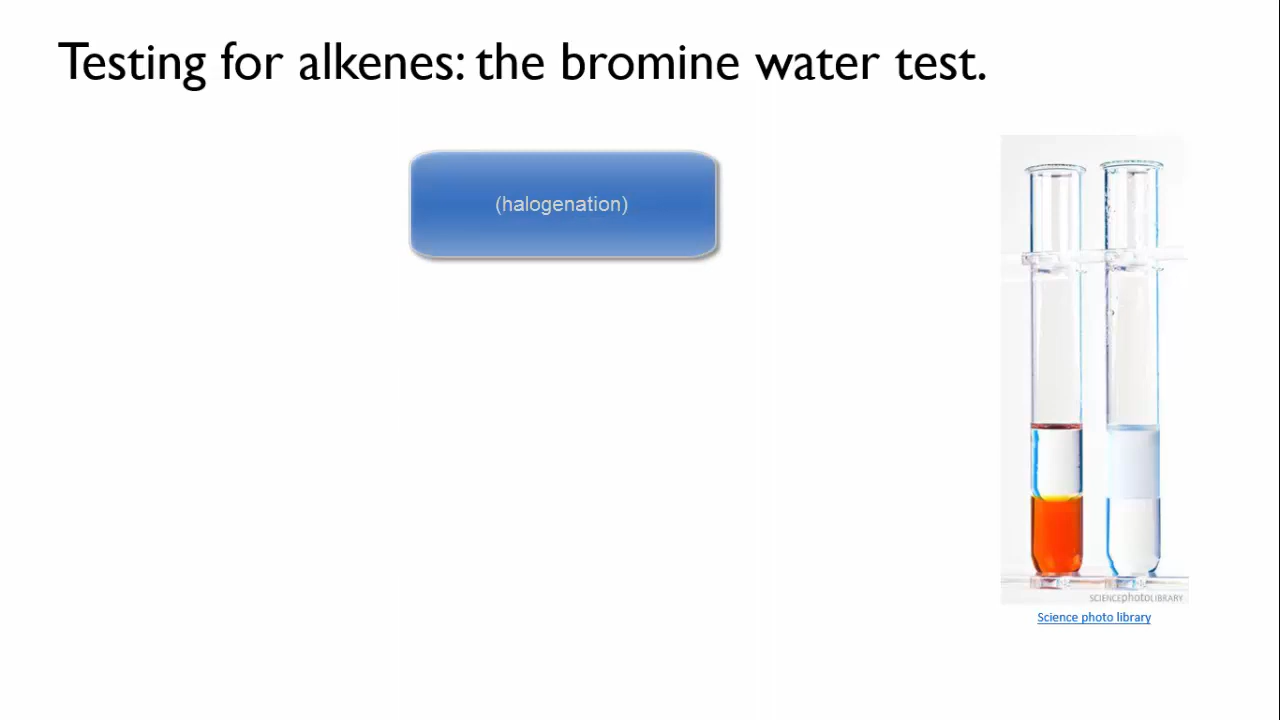 Testing for alkenes: the bromine water test.
(halogenation)
SCIENCEphotoLIBRARY
Science photo library